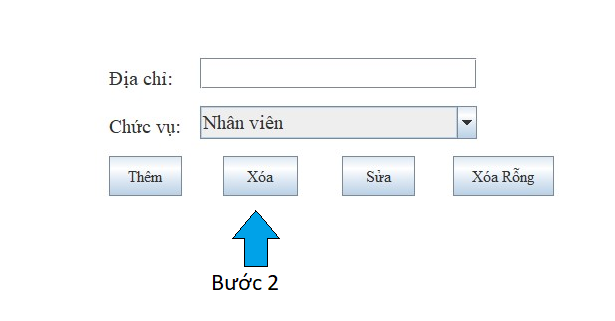 Địa chỉ:
Chức vụ: Nhân viên
Thêm Xóa Sửa Xóa Rỗng
Bước 2